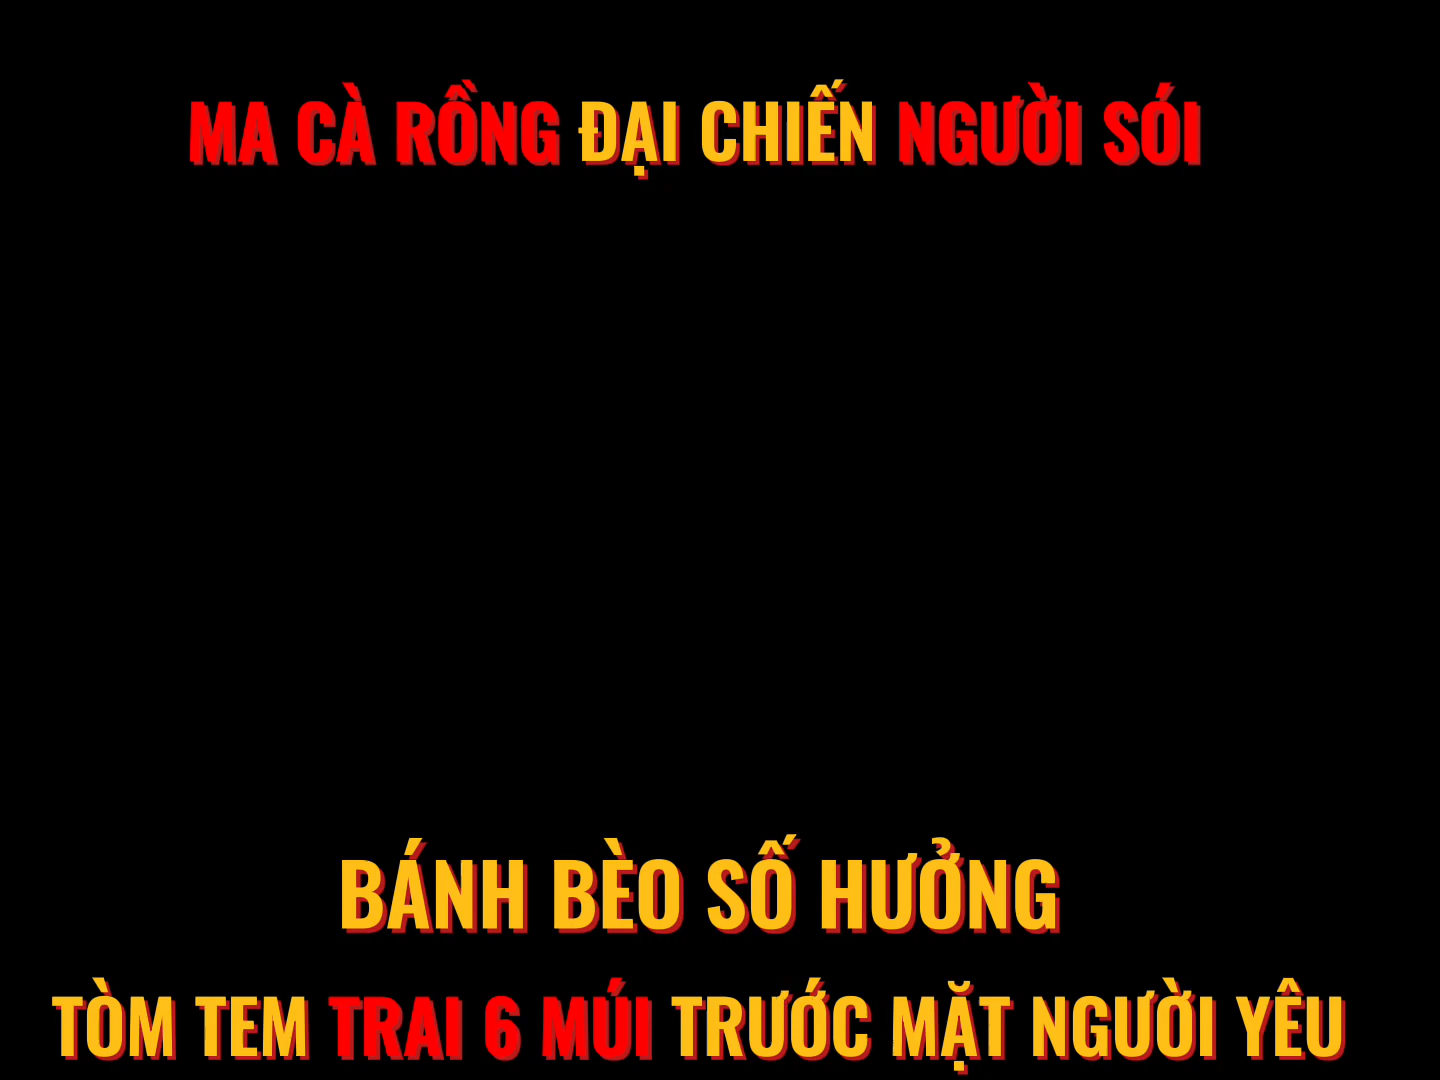 MA CÀ RỒNG ĐẠI CHIẾN NGƯỜI SÓI
BÁNH BÈO SỐ HƯỞNG
TÒM TEM TRAI 6 MÚI TRƯỚC MẶT NGƯỜI YÊU